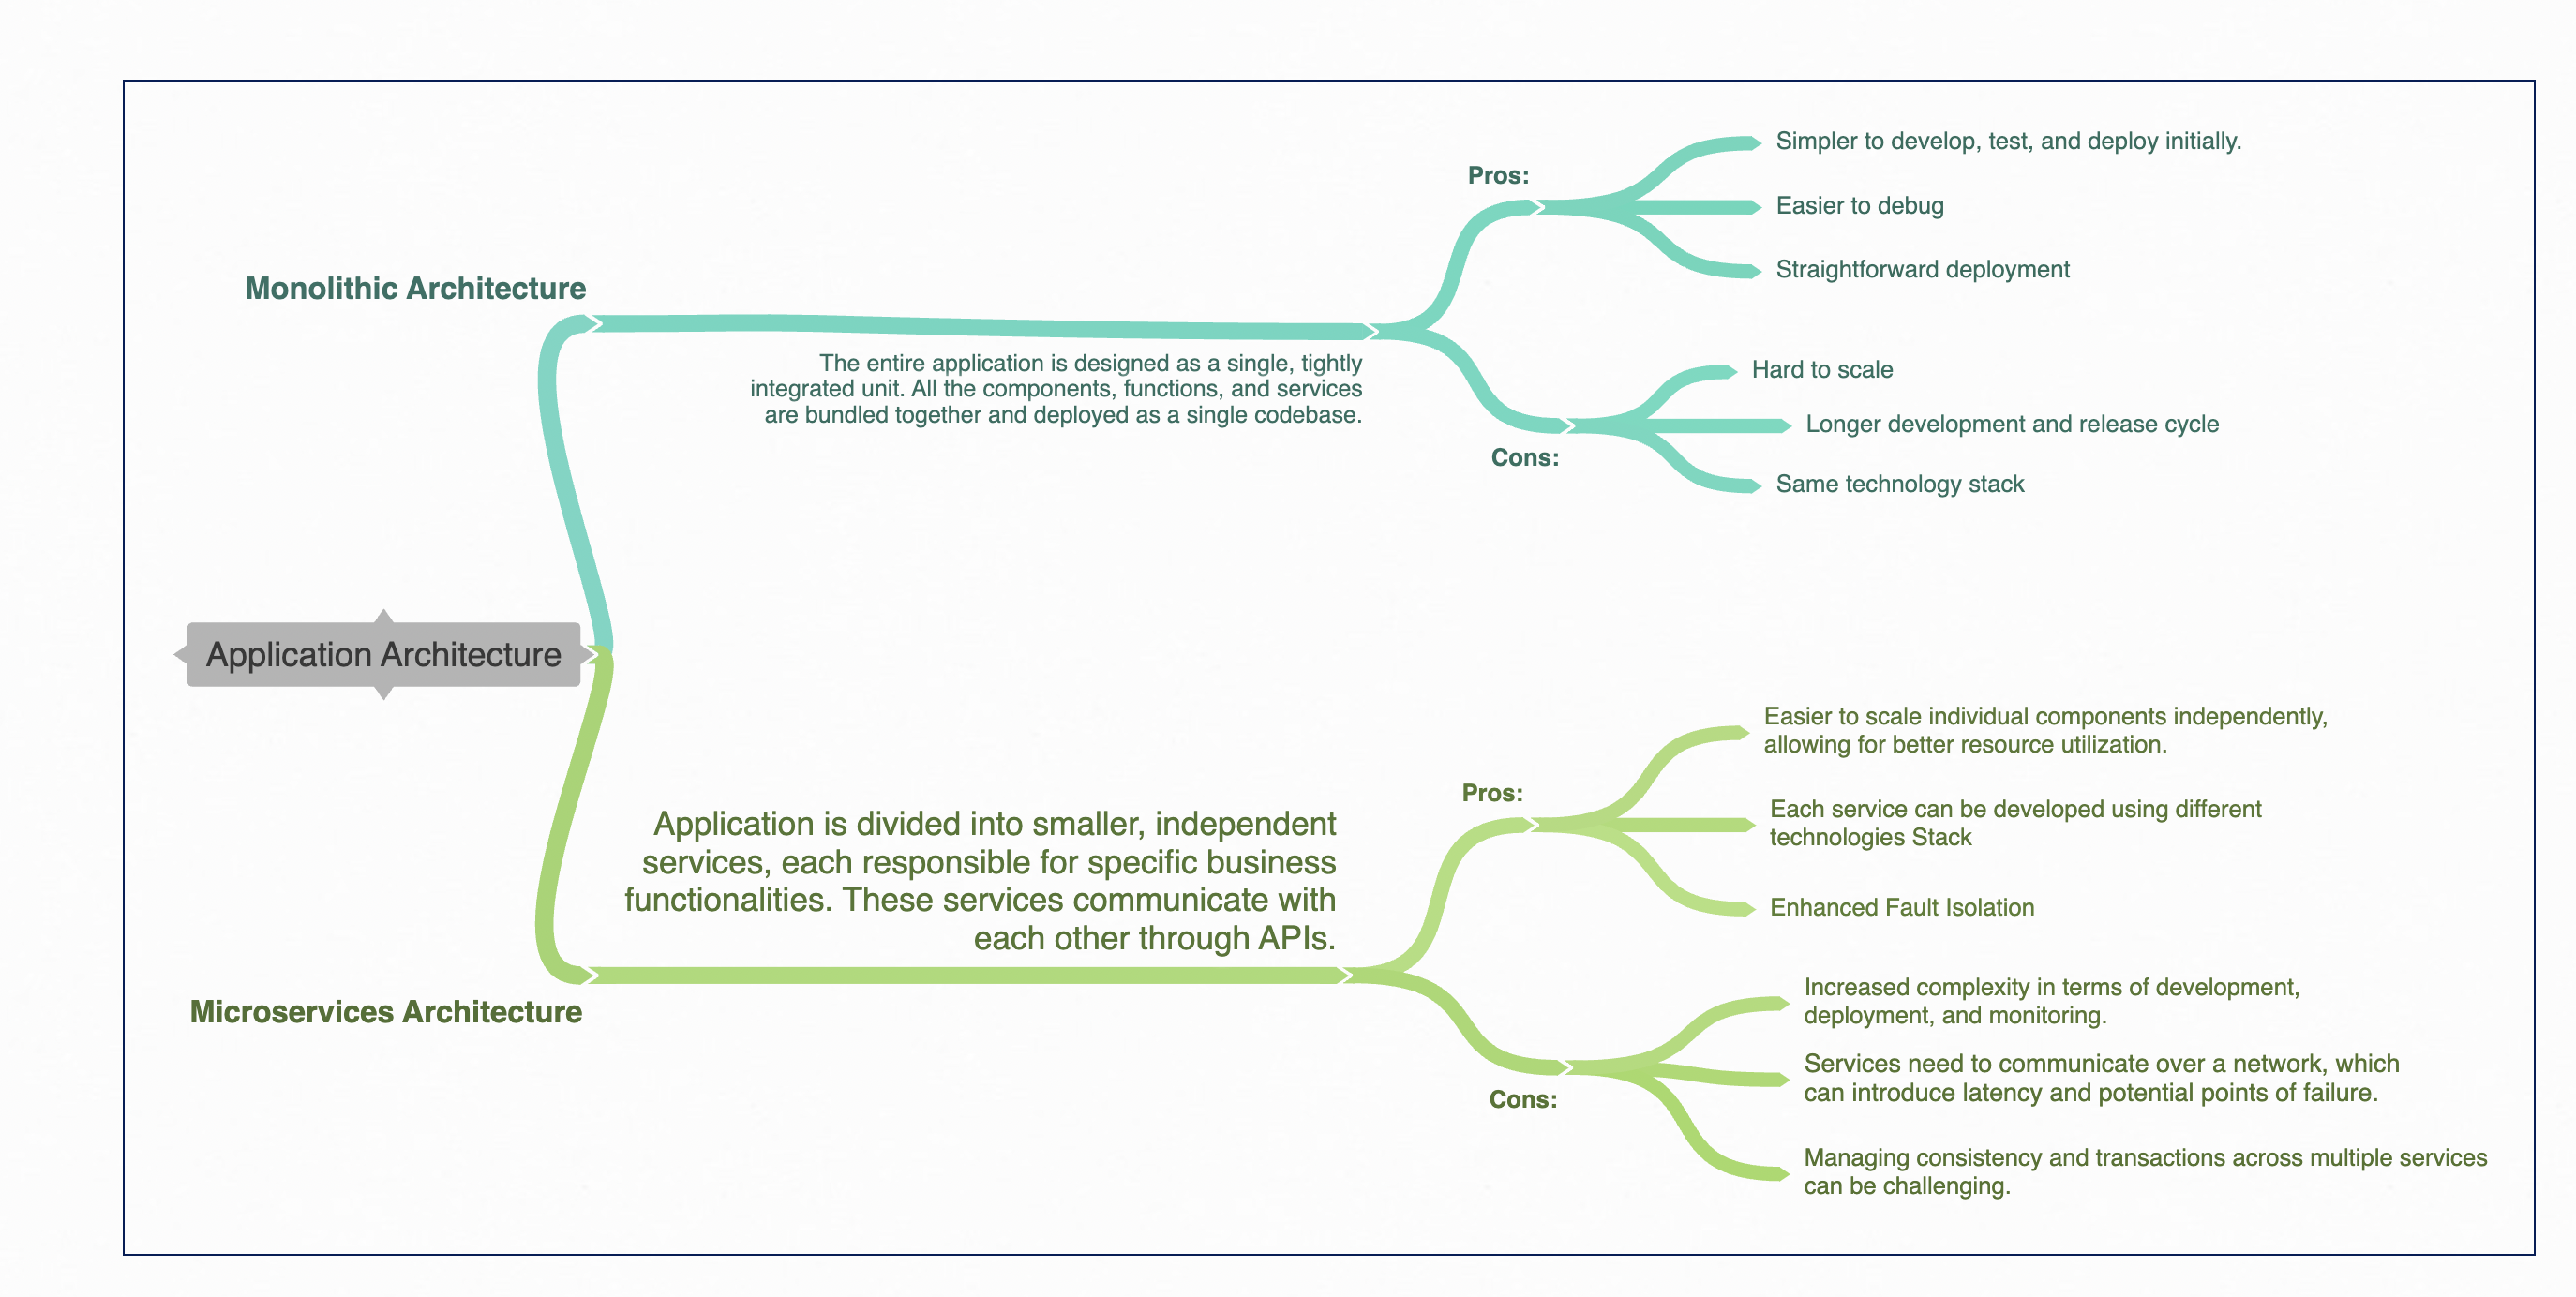 Application Architecture
Monolithic Architecture
The entire application is designed as a single, tightly
integrated unit. All the components, functions, and services
are bundled together and deployed as a single codebase.
Pros:
Simpler to develop, test, and deploy initially.
Easier to debug
Straightforward deployment
Cons:
Hard to scale
Longer development and release cycle
Same technology stack
Microservices Architecture
Application is divided into smaller, independent
services, each responsible for specific business
functionalities. These services communicate with
each other through APIs.
Pros:
Easier to scale individual components independently,
allowing for better resource utilization.
Each service can be developed using different
technologies Stack
Enhanced Fault Isolation
Cons:
Increased complexity in terms of development,
deployment, and monitoring.
Services need to communicate over a network, which
can introduce latency and potential points of failure.
Managing consistency and transactions across multiple services
can be challenging.